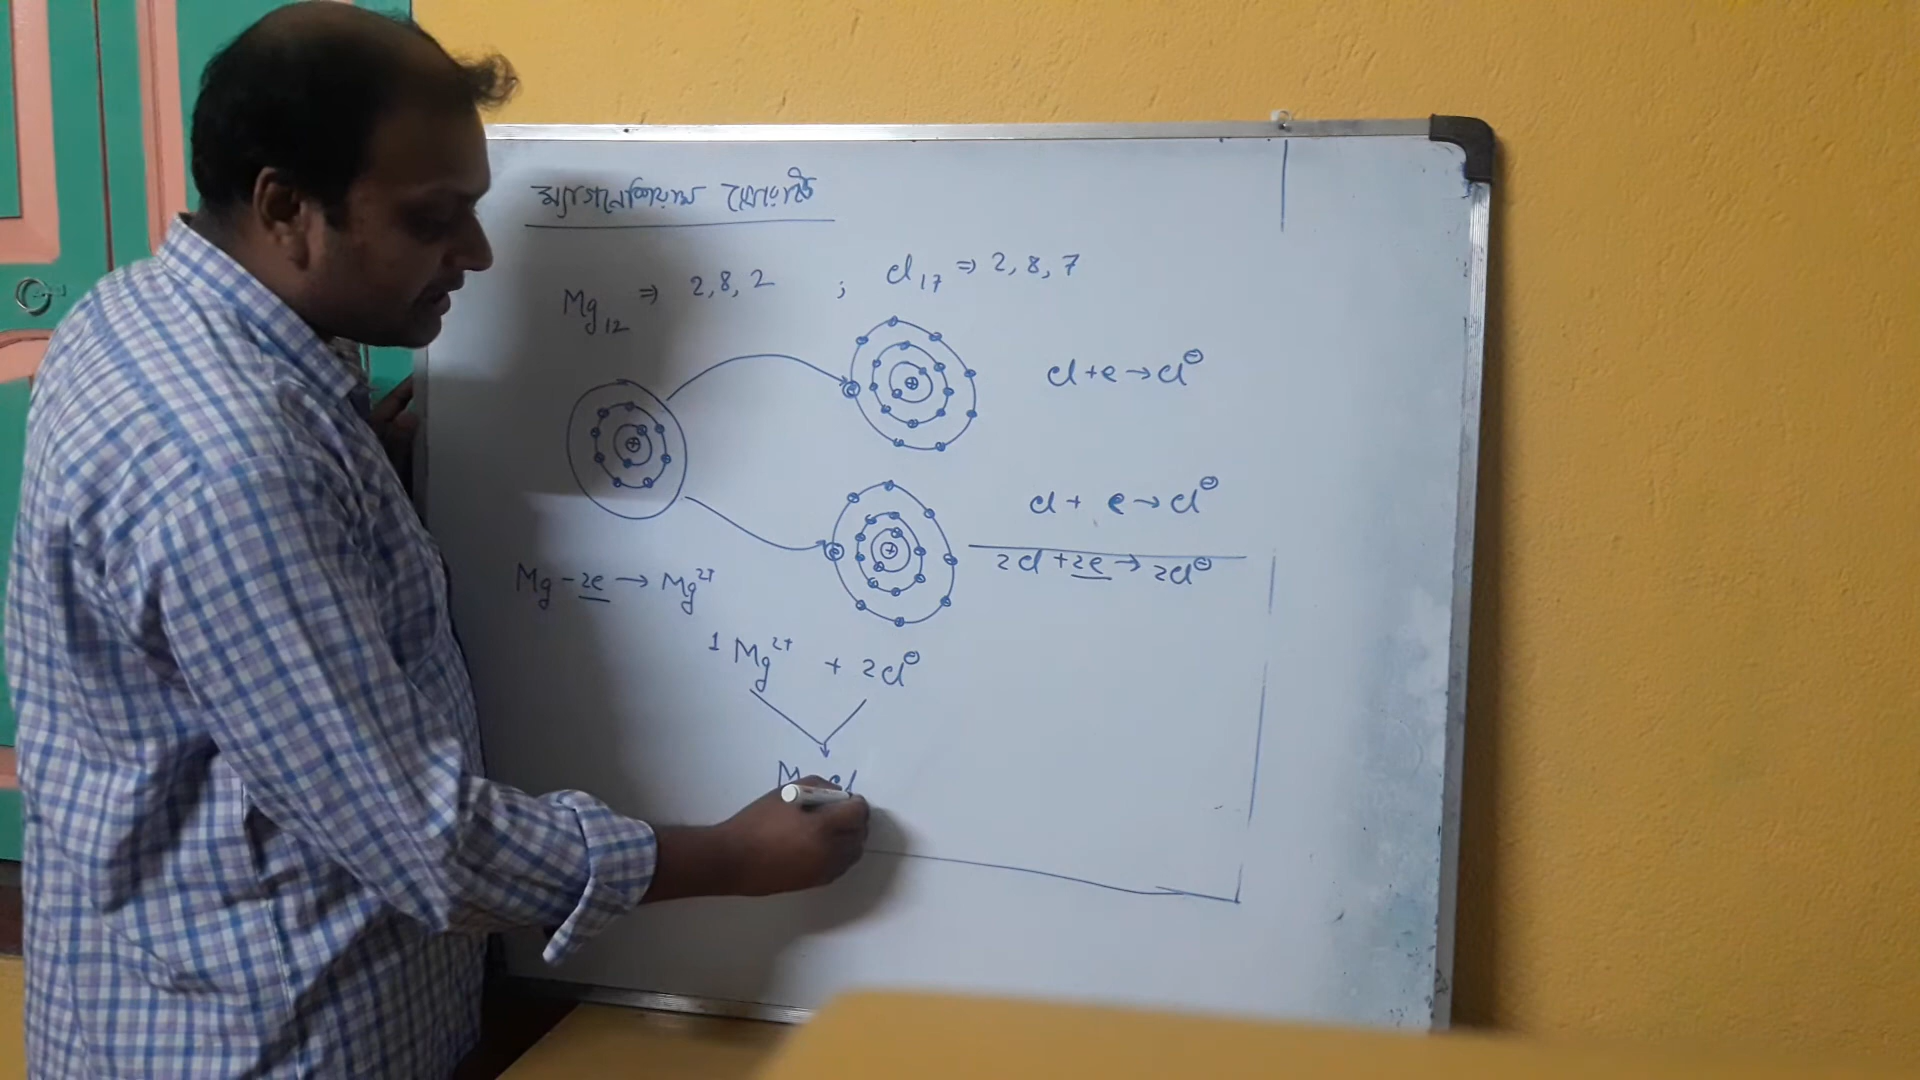 ম্যাগনেশিয়াম ক্লোরাইড
Mg₁₂ ⇒ 2,8,2 ; Cl₁₇ ⇒ 2,8,7
Cl + e → Cl⊖
Cl + e → Cl⊖
2Cl + 2e → 2Cl⊖
Mg - 2e → Mg²⁺
1 Mg²⁺ + 2Cl⊖
Mgcl